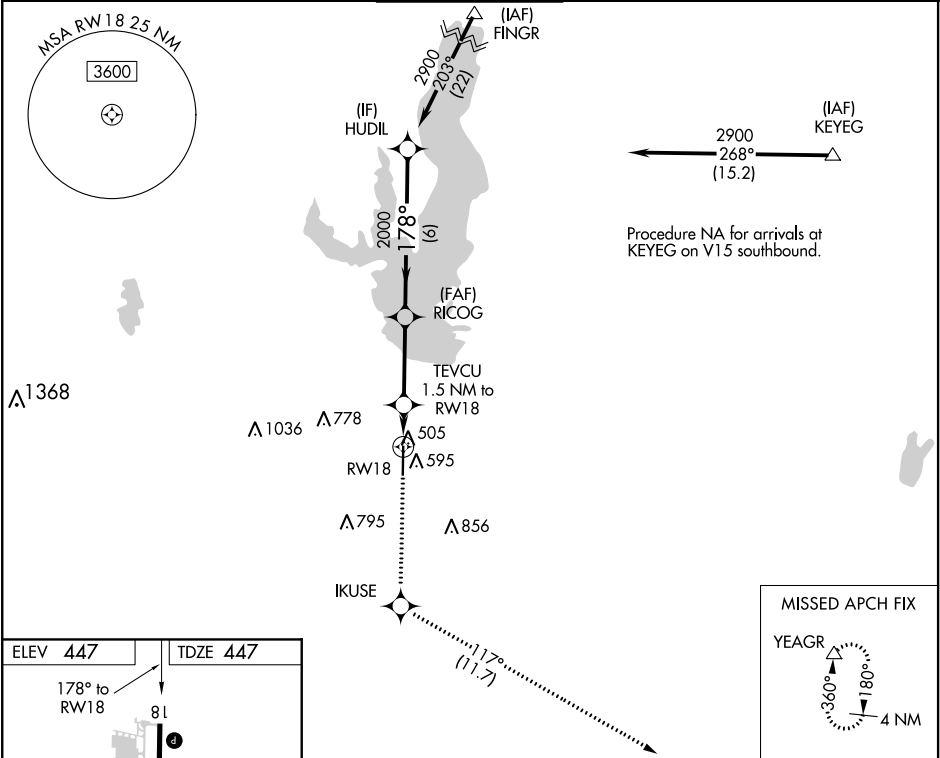 MSA RW18 25 NM
3600
(IAF)
FINGR
2900
203°
(22)
(IF)
HUDIL
(IAF)
KEYEG
2900
268°
(15.2)
2000
178°
(6)
Procedure NA for arrivals at
KEYEG on V15 southbound.
(FAF)
RICOG
TEVCU
1.5 NM to
RW18
1368
1036
778
505
595
RW18
795
856
IKUSE
117°
(11.7)
MISSED APCH FIX
YEAGR
360°
180°
4 NM
ELEV 447
TDZE 447
178° to
RW18
18
P